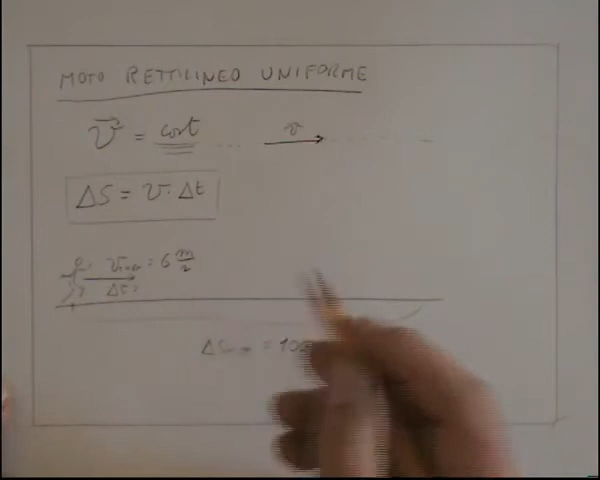 MOTO RETTILINEO UNIFORME
v = cost
v
ΔS = v · Δt
= 6 m/s
Δt =
ΔS = 100